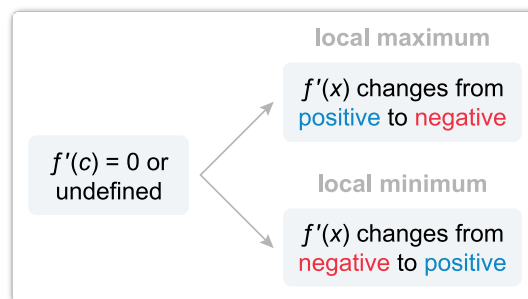 local maximum
f′(x) changes from
positive to negative
f′(c) = 0 or
undefined
local minimum
f′(x) changes from
negative to positive